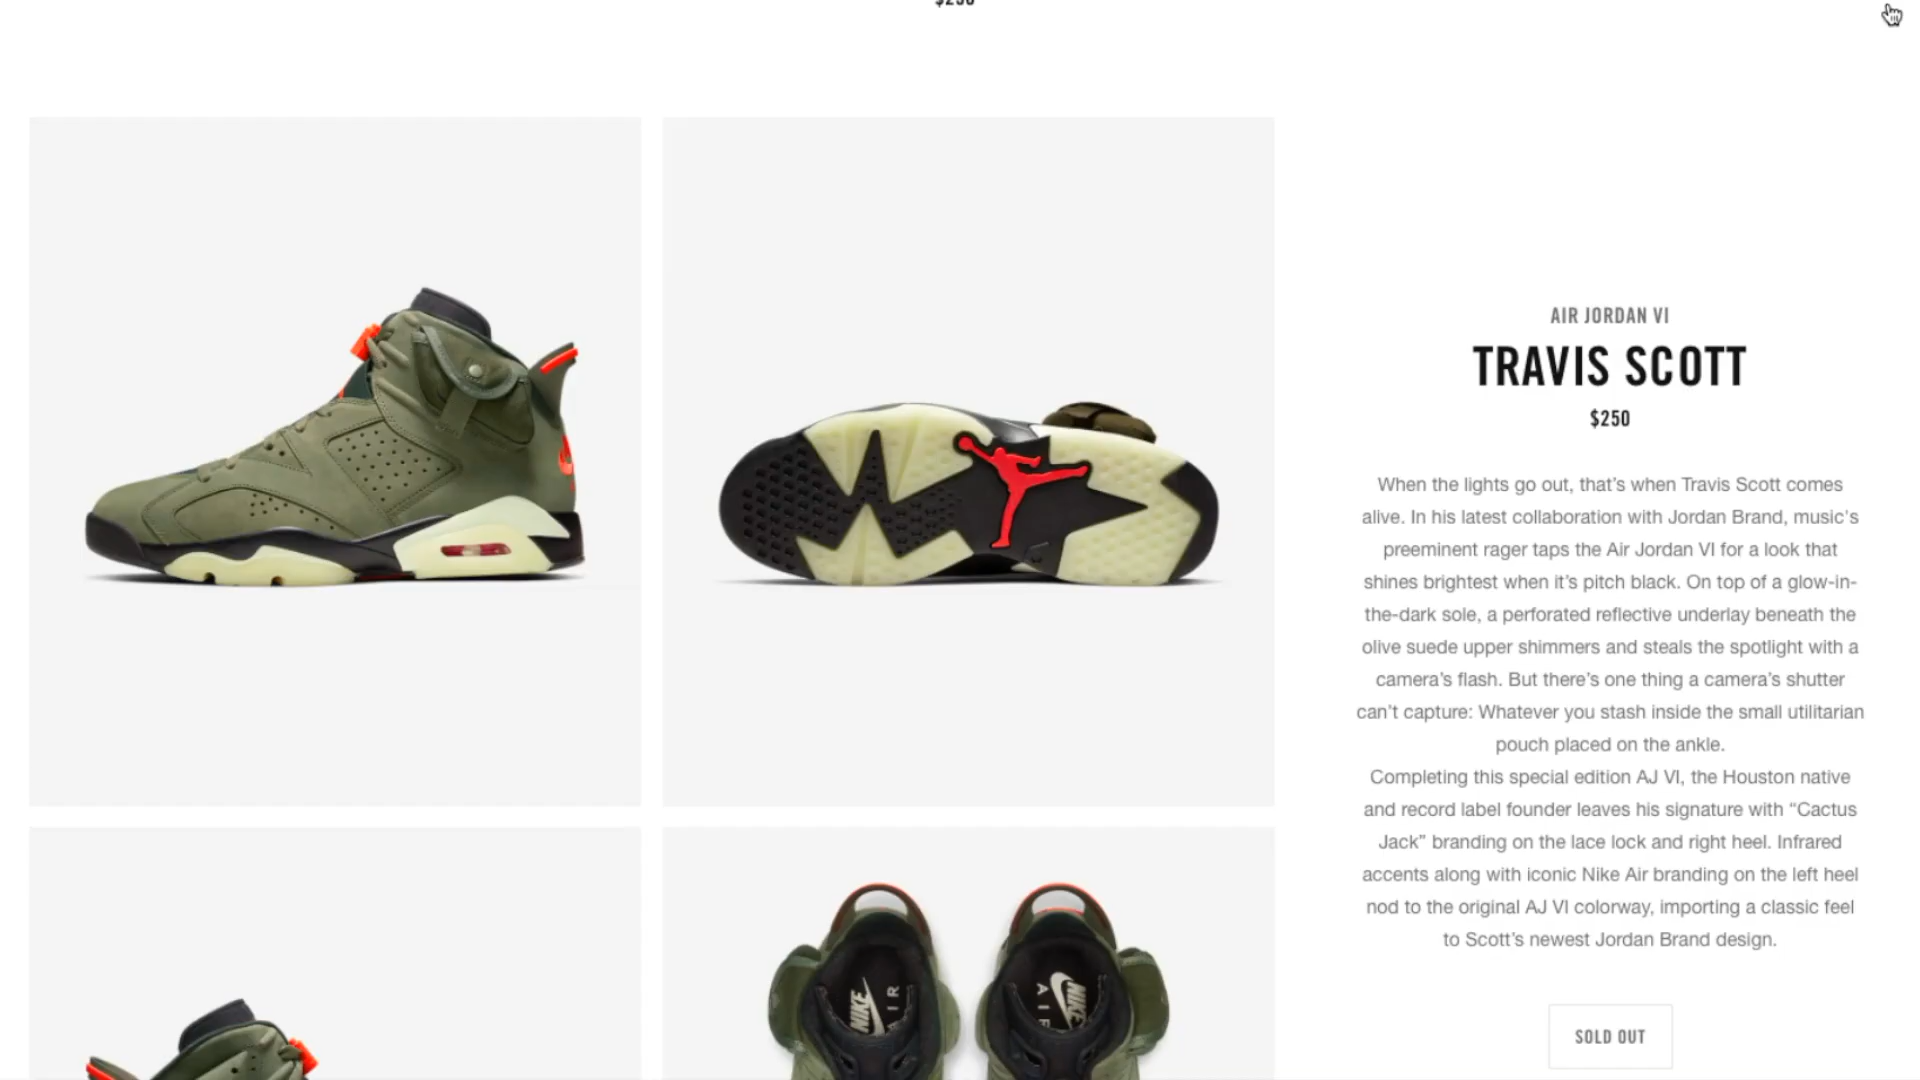 $250
AIR JORDAN VI
TRAVIS SCOTT
$250
When the lights go out, that’s when Travis Scott comes
alive. In his latest collaboration with Jordan Brand, music's
preeminent rager taps the Air Jordan VI for a look that
shines brightest when it’s pitch black. On top of a glow-in-
the-dark sole, a perforated reflective underlay beneath the
olive suede upper shimmers and steals the spotlight with a
camera’s flash. But there’s one thing a camera’s shutter
can’t capture: Whatever you stash inside the small utilitarian
pouch placed on the ankle.
Completing this special edition AJ VI, the Houston native
and record label founder leaves his signature with “Cactus
Jack” branding on the lace lock and right heel. Infrared
accents along with iconic Nike Air branding on the left heel
nod to the original AJ VI colorway, importing a classic feel
to Scott’s newest Jordan Brand design.
SOLD OUT
NIKE
AIR
NIKE